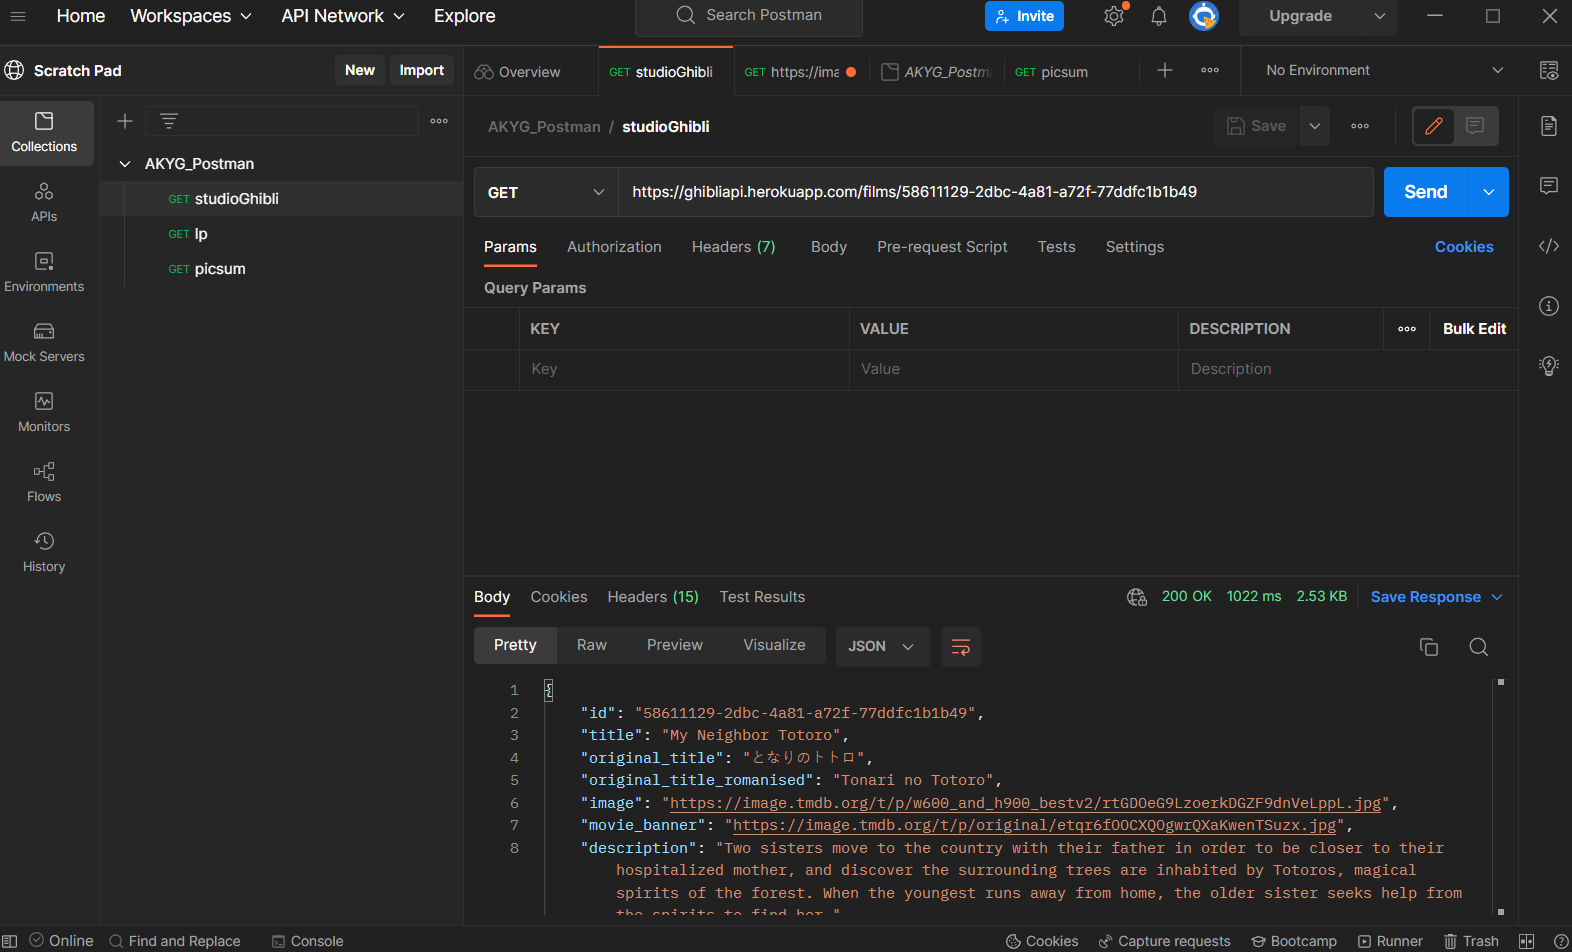 Home Workspaces API Network Explore Search Postman Invite Upgrade
Scratch Pad New Import Overview GET studioGhibli GET https://ima AKYG_Postm GET picsum No Environment
AKYG_Postman / studioGhibli Save
Collections
AKYG_Postman
GET studioGhibli
GET Ip
GET picsum
APIs
Environments
Mock Servers
Monitors
Flows
History
GET https://ghibliapi.herokuapp.com/films/58611129-2dbc-4a81-a72f-77ddfc1b1b49 Send
Params Authorization Headers (7) Body Pre-request Script Tests Settings Cookies
Query Params
KEY VALUE DESCRIPTION Bulk Edit
Key Value Description
Body Cookies Headers (15) Test Results 200 OK 1022 ms 2.53 KB Save Response
Pretty Raw Preview Visualize JSON
1 {
2 "id": "58611129-2dbc-4a81-a72f-77ddfc1b1b49",
3 "title": "My Neighbor Totoro",
4 "original_title": "となりのトトロ",
5 "original_title_romanised": "Tonari no Totoro",
6 "image": "https://image.tmdb.org/t/p/w600_and_h900_bestv2/rtGDOeG9LzoerkDGZF9dnVeLppL.jpg",
7 "movie_banner": "https://image.tmdb.org/t/p/original/etqr6fOOCXQOgwrQXaKwenTSuzx.jpg",
8 "description": "Two sisters move to the country with their father in order to be closer to their
hospitalized mother, and discover the surrounding trees are inhabited by Totoros, magical
spirits of the forest. When the youngest runs away from home, the older sister seeks help from
the spirits to find her."
Online Find and Replace Console Cookies Capture requests Bootcamp Runner Trash